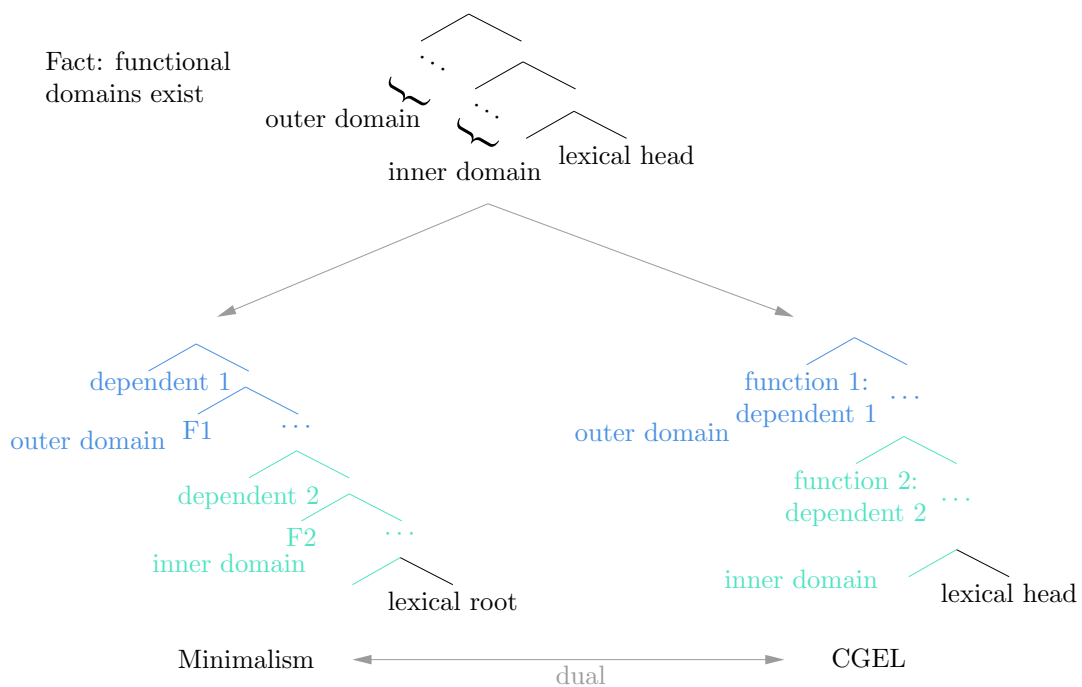 Fact: functional
domains exist
...
outer domain
...
inner domain
lexical head
dependent 1
F1
...
outer domain
dependent 2
F2
...
inner domain
lexical root
function 1:
dependent 1
...
outer domain
function 2:
dependent 2
...
inner domain
lexical head
Minimalism
dual
CGEL